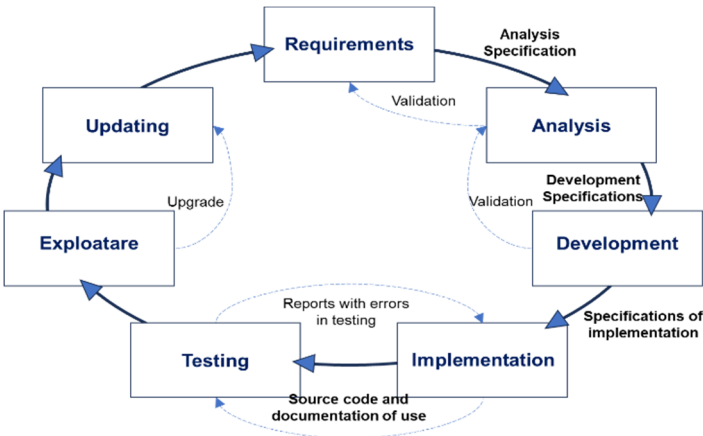 Requirements
Analysis
Specification
Validation
Updating
Analysis
Development
Specifications
Upgrade
Validation
Exploatare
Development
Reports with errors
in testing
Specifications of
implementation
Testing
Implementation
Source code and
documentation of use